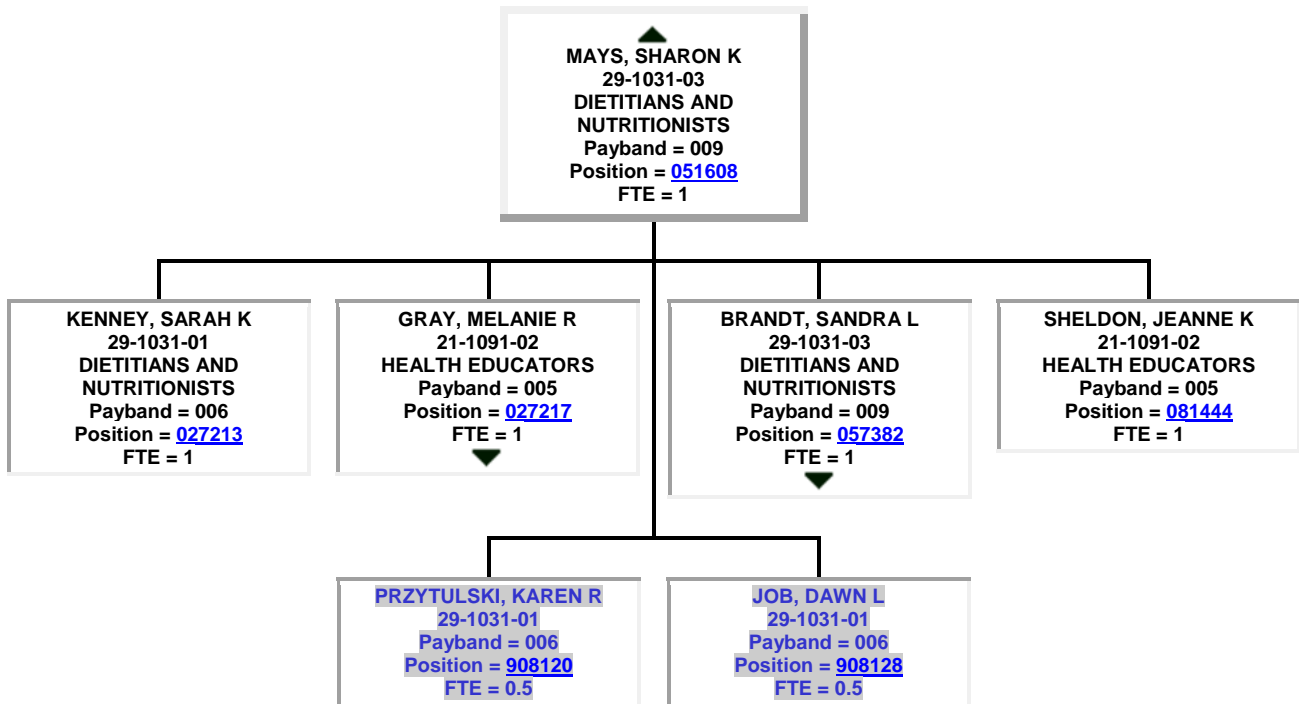 MAYS, SHARON K
29-1031-03
DIETITIANS AND
NUTRITIONISTS
Payband = 009
Position = 051608
FTE = 1
KENNEY, SARAH K
29-1031-01
DIETITIANS AND
NUTRITIONISTS
Payband = 006
Position = 027213
FTE = 1
GRAY, MELANIE R
21-1091-02
HEALTH EDUCATORS
Payband = 005
Position = 027217
FTE = 1
BRANDT, SANDRA L
29-1031-03
DIETITIANS AND
NUTRITIONISTS
Payband = 009
Position = 057382
FTE = 1
SHELDON, JEANNE K
21-1091-02
HEALTH EDUCATORS
Payband = 005
Position = 081444
FTE = 1
PRZYTULSKI, KAREN R
29-1031-01
Payband = 006
Position = 908120
FTE = 0.5
JOB, DAWN L
29-1031-01
Payband = 006
Position = 908128
FTE = 0.5